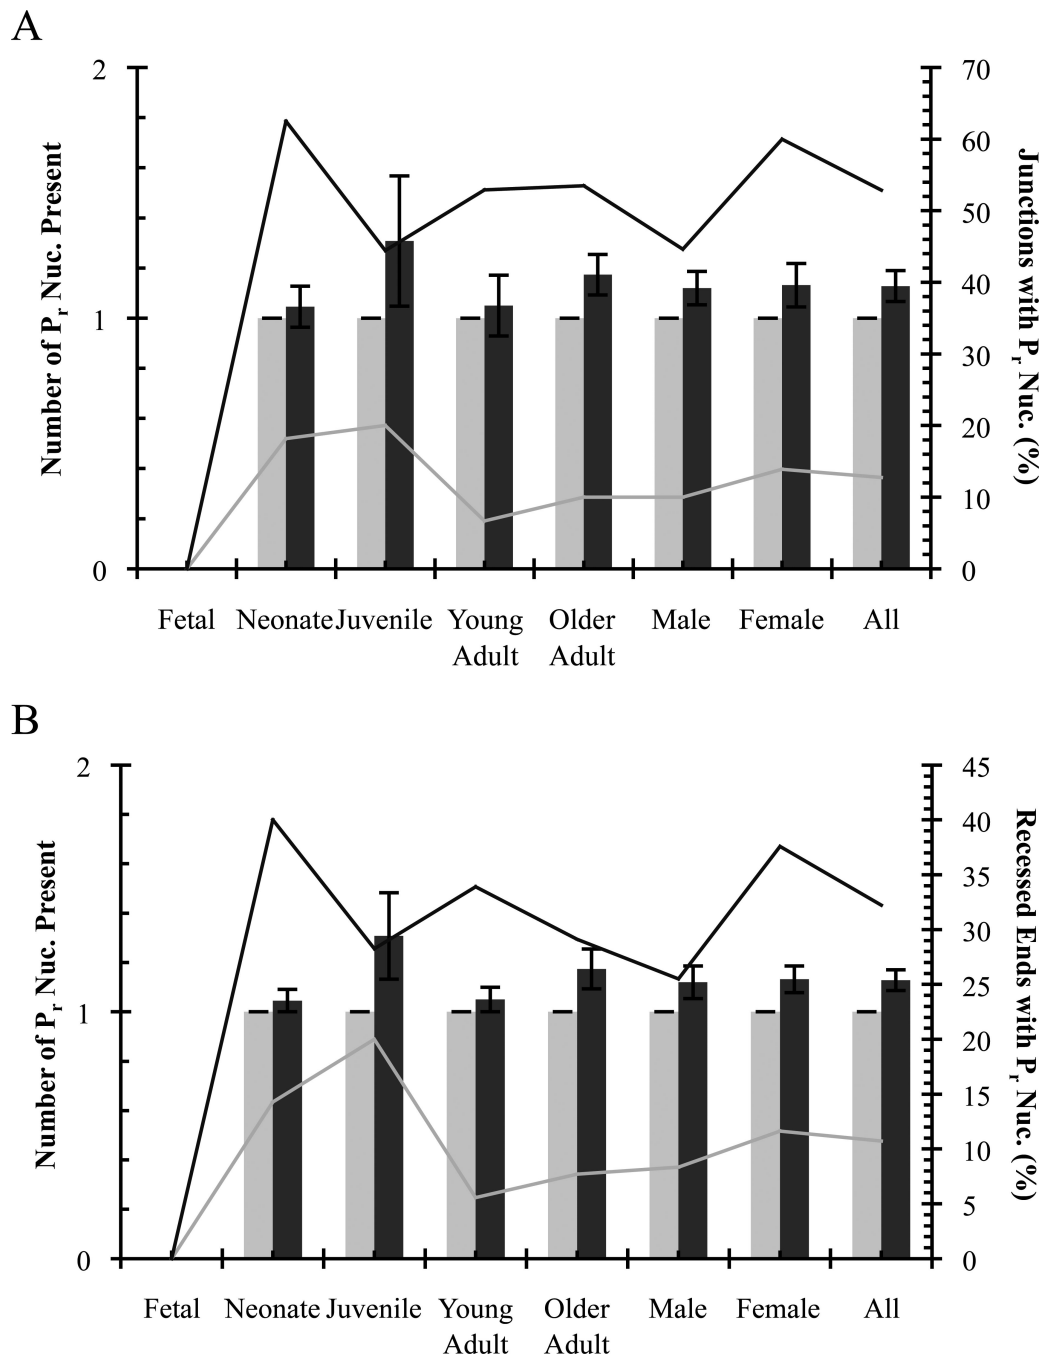 A
2
1
0
Number of Pr Nuc. Present
70
60
50
40
30
20
10
0
Junctions with Pr Nuc. (%)
Fetal Neonate Juvenile Young Older Male Female All
Adult Adult
B
2
1
0
Number of Pr Nuc. Present
45
40
35
30
25
20
15
10
5
0
Recessed Ends with Pr Nuc. (%)
Fetal Neonate Juvenile Young Older Male Female All
Adult Adult